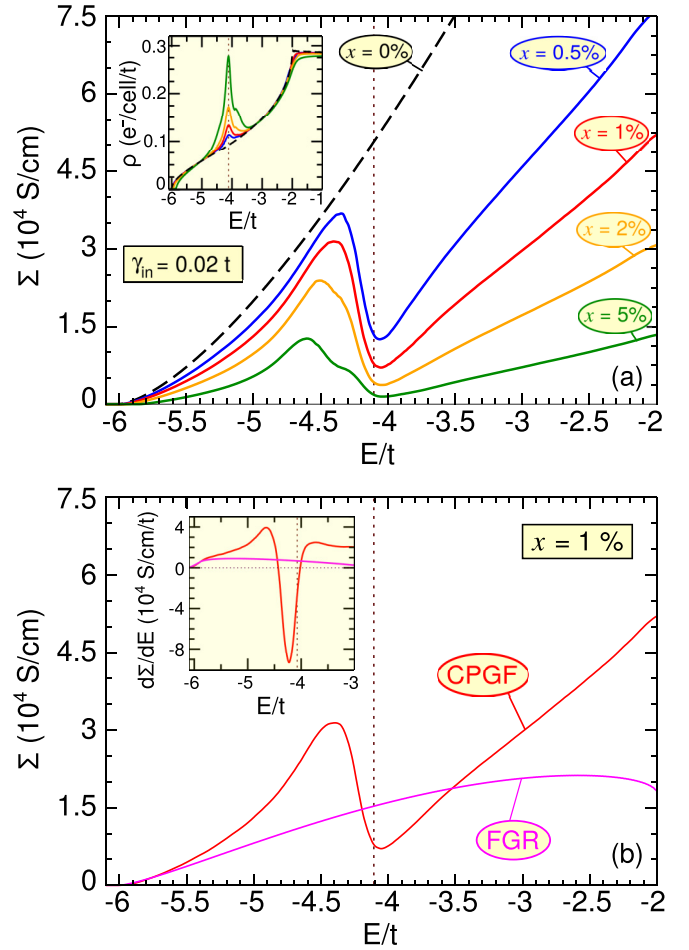 7.5
6
4.5
3
1.5
0
Σ (10⁴ S/cm)
-6 -5.5 -5 -4.5 -4 -3.5 -3 -2.5 -2
E/t
0.3
0.2
0.1
0
ρ (e⁻/cell/t)
-6 -5 -4 -3 -2 -1
E/t
x = 0%
x = 0.5%
x = 1%
x = 2%
x = 5%
γin = 0.02 t
(a)
7.5
6
4.5
3
1.5
0
Σ (10⁴ S/cm)
-6 -5.5 -5 -4.5 -4 -3.5 -3 -2.5 -2
E/t
4
0
-4
-8
dΣ/dE (10⁴ S/cm/t)
-6 -5 -4 -3
E/t
x = 1 %
CPGF
FGR
(b)